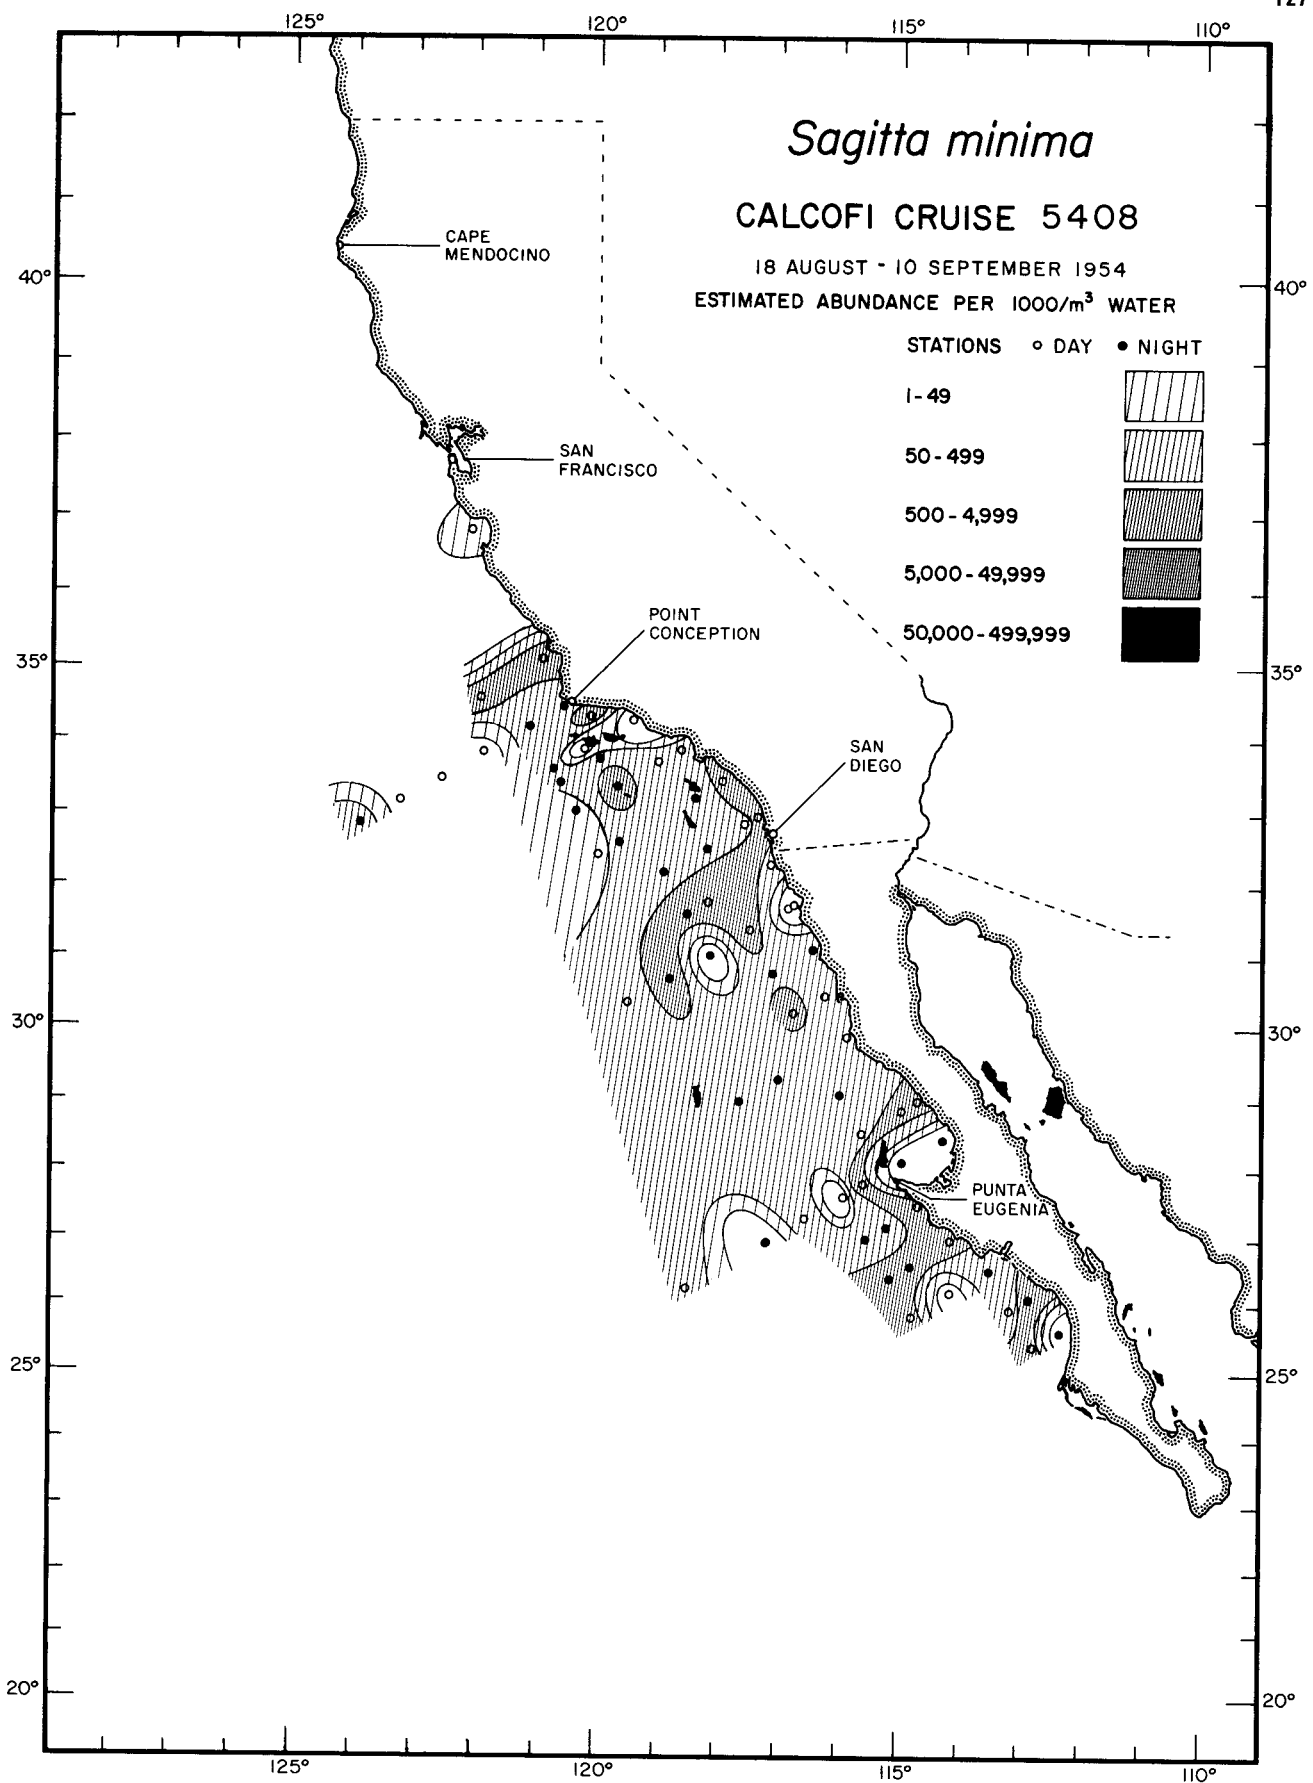 127
125° 120° 115° 110°
Sagitta minima
CALCOFI CRUISE 5408
18 AUGUST - 10 SEPTEMBER 1954
ESTIMATED ABUNDANCE PER 1000/m³ WATER
STATIONS ○ DAY ● NIGHT
1-49
50-499
500-4,999
5,000-49,999
50,000-499,999
CAPE
MENDOCINO
40° 40°
SAN
FRANCISCO
POINT
CONCEPTION
35° 35°
SAN
DIEGO
30° 30°
PUNTA
EUGENIA
25° 25°
20° 20°
125° 120° 115° 110°